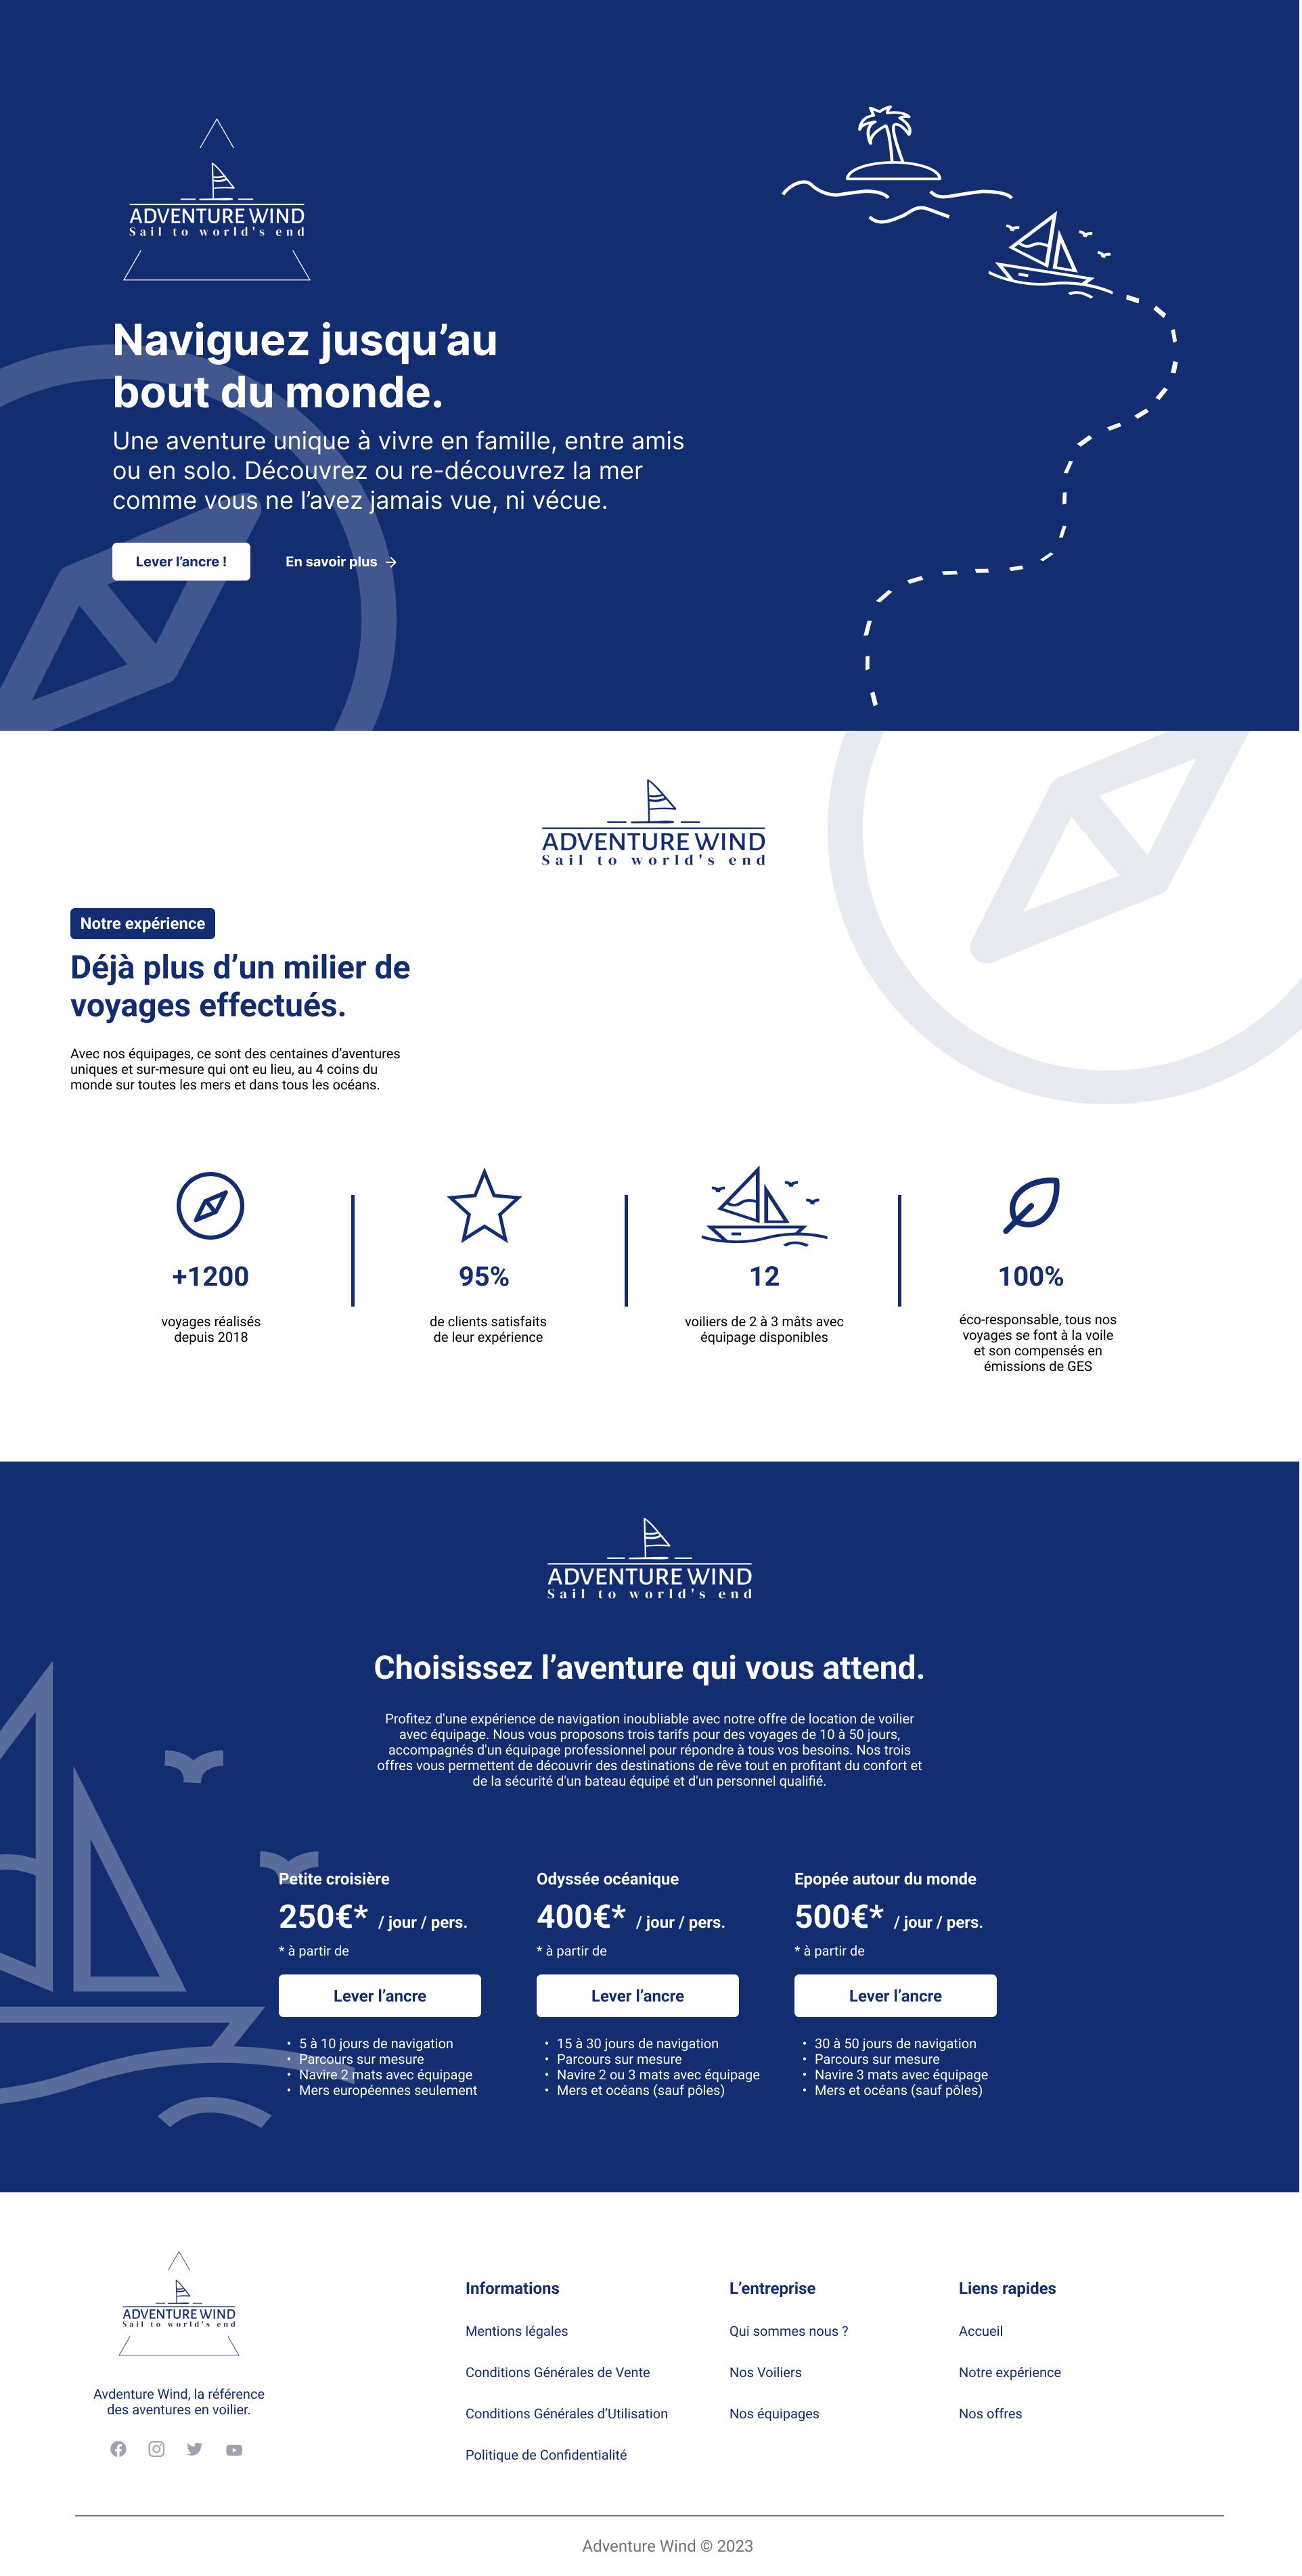 ADVENTURE WIND
Sail to world's end
Naviguez jusqu’au
bout du monde.
Une aventure unique à vivre en famille, entre amis
ou en solo. Découvrez ou re-découvrez la mer
comme vous ne l’avez jamais vue, ni vécue.
Lever l’ancre !
En savoir plus →
ADVENTURE WIND
Sail to world's end
Notre expérience
Déjà plus d’un milier de
voyages effectués.
Avec nos équipages, ce sont des centaines d’aventures
uniques et sur-mesure qui ont eu lieu, au 4 coins du
monde sur toutes les mers et dans tous les océans.
+1200
voyages réalisés
depuis 2018
95%
de clients satisfaits
de leur expérience
12
voiliers de 2 à 3 mâts avec
équipage disponibles
100%
éco-responsable, tous nos
voyages se font à la voile
et son compensés en
émissions de GES
ADVENTURE WIND
Sail to world's end
Choisissez l’aventure qui vous attend.
Profitez d'une expérience de navigation inoubliable avec notre offre de location de voilier
avec équipage. Nous vous proposons trois tarifs pour des voyages de 10 à 50 jours,
accompagnés d'un équipage professionnel pour répondre à tous vos besoins. Nos trois
offres vous permettent de découvrir des destinations de rêve tout en profitant du confort et
de la sécurité d'un bateau équipé et d'un personnel qualifié.
Petite croisière
250€* / jour / pers.
* à partir de
Lever l’ancre
• 5 à 10 jours de navigation
• Parcours sur mesure
• Navire 2 mats avec équipage
• Mers européennes seulement
Odyssée océanique
400€* / jour / pers.
* à partir de
Lever l’ancre
• 15 à 30 jours de navigation
• Parcours sur mesure
• Navire 2 ou 3 mats avec équipage
• Mers et océans (sauf pôles)
Epopée autour du monde
500€* / jour / pers.
* à partir de
Lever l’ancre
• 30 à 50 jours de navigation
• Parcours sur mesure
• Navire 3 mats avec équipage
• Mers et océans (sauf pôles)
ADVENTURE WIND
Sail to world's end
Avdenture Wind, la référence
des aventures en voilier.
Informations
Mentions légales
Conditions Générales de Vente
Conditions Générales d’Utilisation
Politique de Confidentialité
L’entreprise
Qui sommes nous ?
Nos Voiliers
Nos équipages
Liens rapides
Accueil
Notre expérience
Nos offres
Adventure Wind © 2023